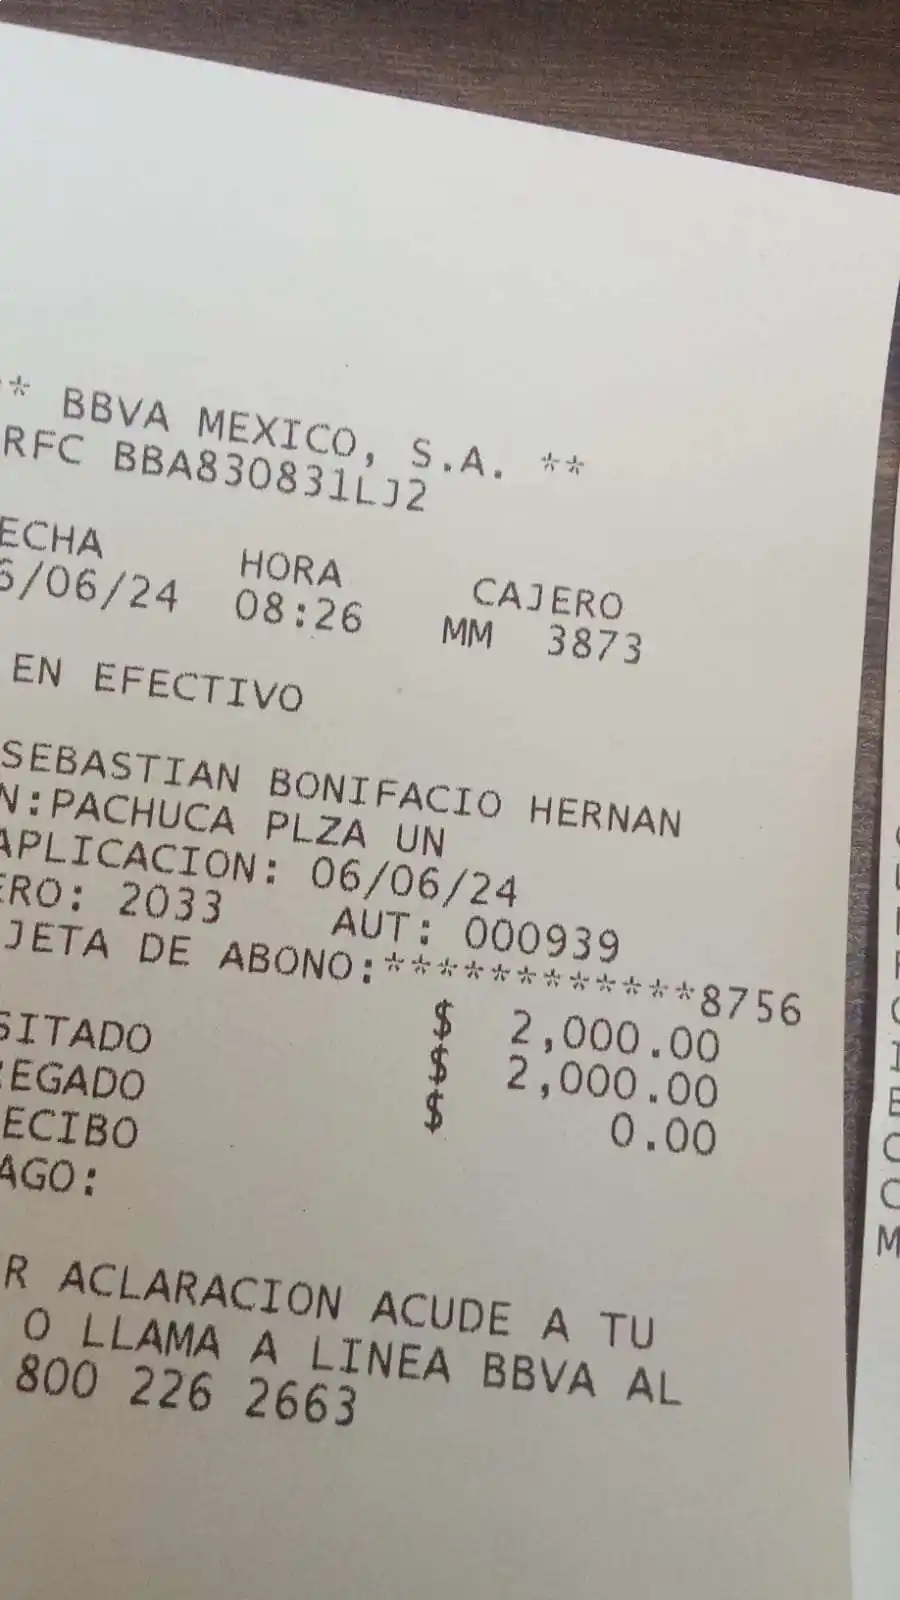 * BBVA MEXICO, S.A. **
RFC BBA830831LJ2
ECHA HORA CAJERO
6/06/24 08:26 MM 3873
EN EFECTIVO
SEBASTIAN BONIFACIO HERNAN
N:PACHUCA PLZA UN
APLICACION: 06/06/24
ERO: 2033 AUT: 000939
JETA DE ABONO:************8756
SITADO $ 2,000.00
EGADO $ 2,000.00
ECIBO $ 0.00
AGO:
R ACLARACION ACUDE A TU
O LLAMA A LINEA BBVA AL
800 226 2663